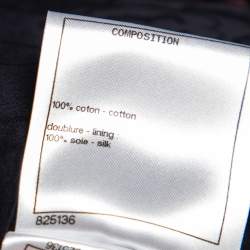 COMPOSITION
100% coton - cotton
doublure - lining :
100% soie - silk
825136